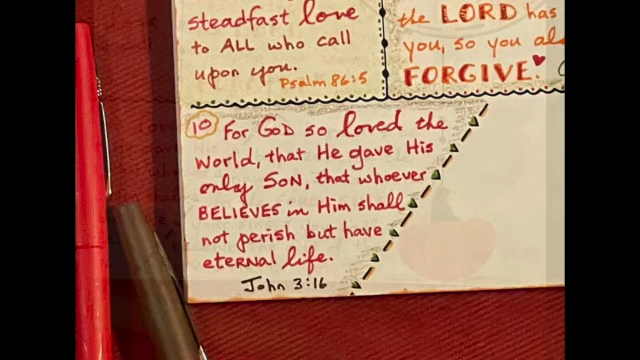 steadfast love
to ALL who call
upon you.
Psalm 86:5
the LORD has
you, so you als
FORGIVE.
10 For GOD so loved the
World, that He gave His
only SON, that whoever
BELIEVES in Him shall
not perish but have
eternal life.
John 3:16